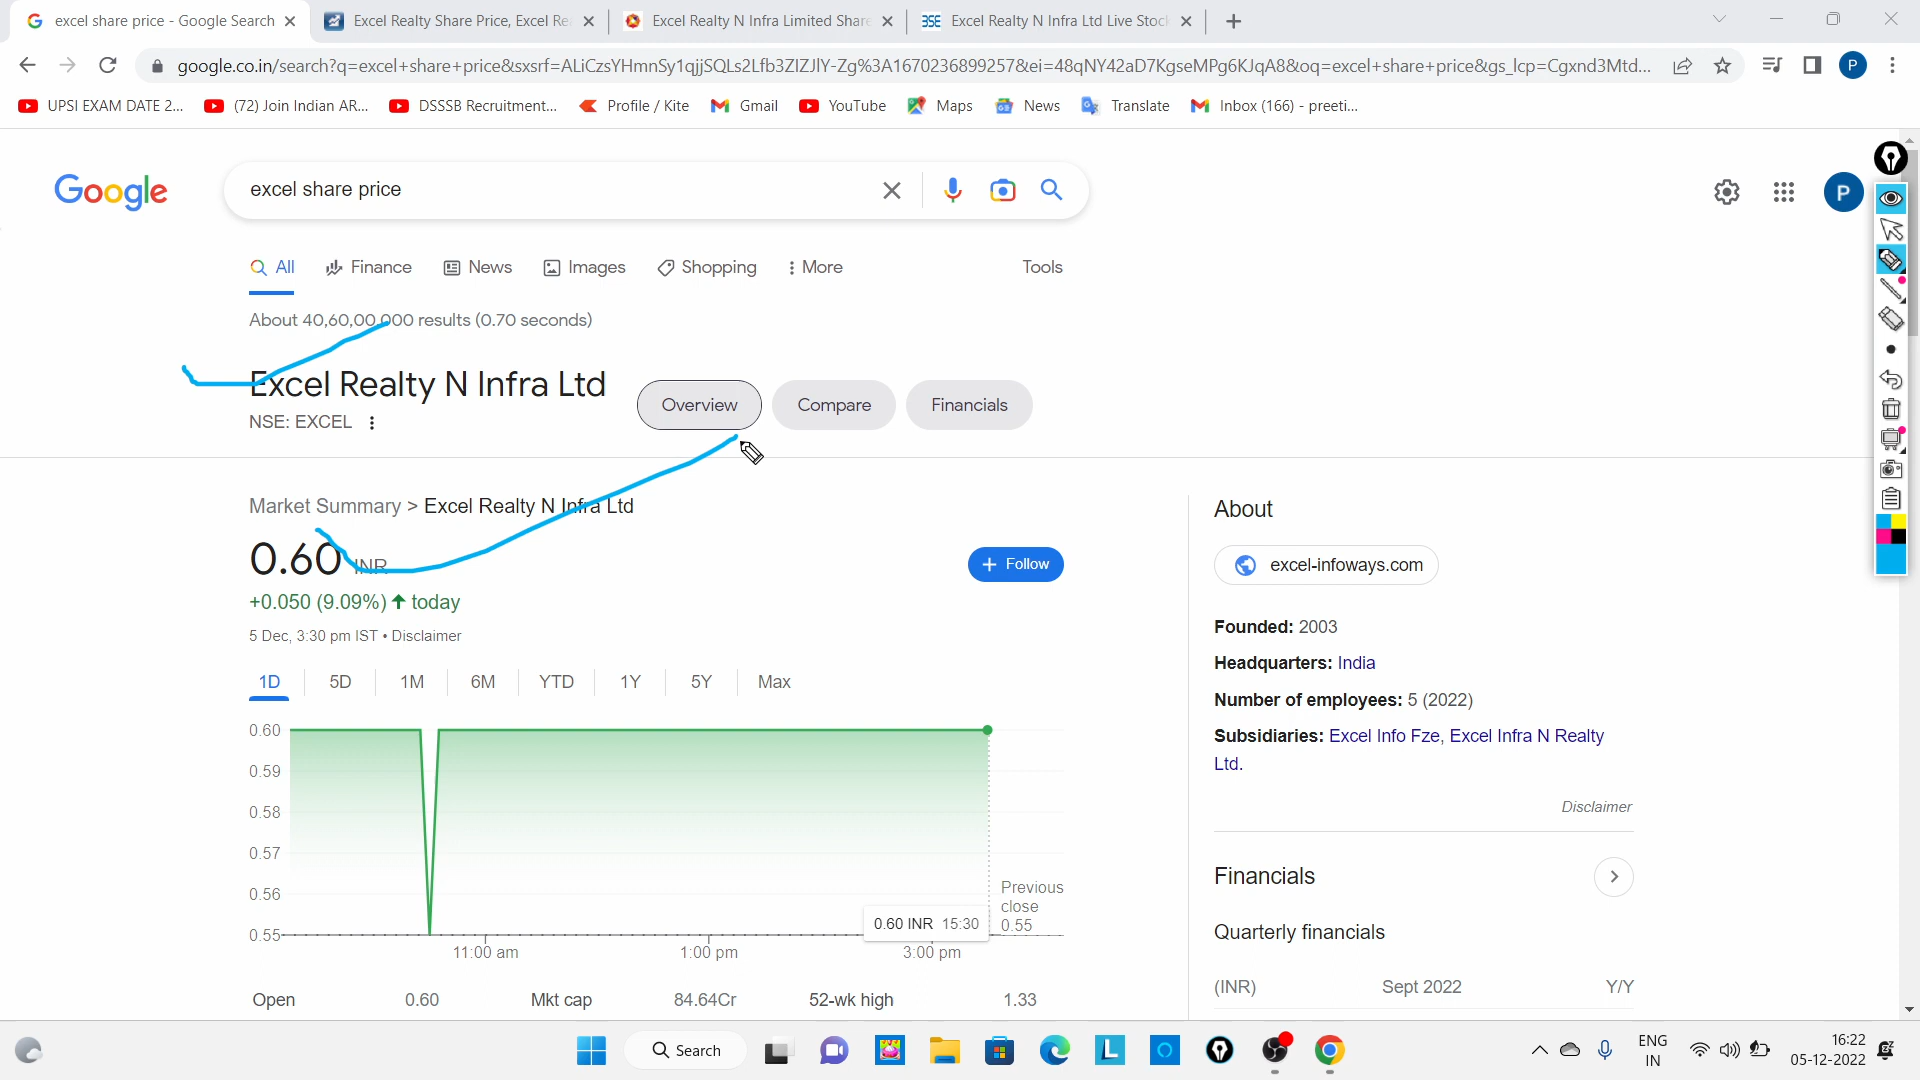 excel share price - Google Search
Excel Realty Share Price, Excel Re
Excel Realty N Infra Limited Share
BSE Excel Realty N Infra Ltd Live Stoc
google.co.in/search?q=excel+share+price&sxsrf=ALiCzsYHmnSy1qjjSQLs2Lfb3ZIZJlY-Zg%3A1670236899257&ei=48qNY42aD7KgseMPg6KJqA8&oq=excel+share+price&gs_lcp=Cgxnd3Mtd...
P
UPSI EXAM DATE 2... (72) Join Indian AR... DSSSB Recruitment... Profile / Kite Gmail YouTube Maps News Translate Inbox (166) - preeti...
Google
excel share price
P
All Finance News Images Shopping More Tools
About 40,60,00,000 results (0.70 seconds)
Excel Realty N Infra Ltd
NSE: EXCEL
Overview Compare Financials
Market Summary > Excel Realty N Infra Ltd
0.60 INR
+0.050 (9.09%) today
5 Dec, 3:30 pm IST • Disclaimer
+ Follow
1D 5D 1M 6M YTD 1Y 5Y Max
0.60
0.59
0.58
0.57
0.56
0.55
Previous
close
0.55
0.60 INR 15:30
11:00 am 1:00 pm 3:00 pm
Open 0.60 Mkt cap 84.64Cr 52-wk high 1.33
About
excel-infoways.com
Founded: 2003
Headquarters: India
Number of employees: 5 (2022)
Subsidiaries: Excel Info Fze, Excel Infra N Realty
Ltd.
Disclaimer
Financials
Quarterly financials
(INR) Sept 2022 Y/Y
Search
L
ENG
IN
16:22
05-12-2022